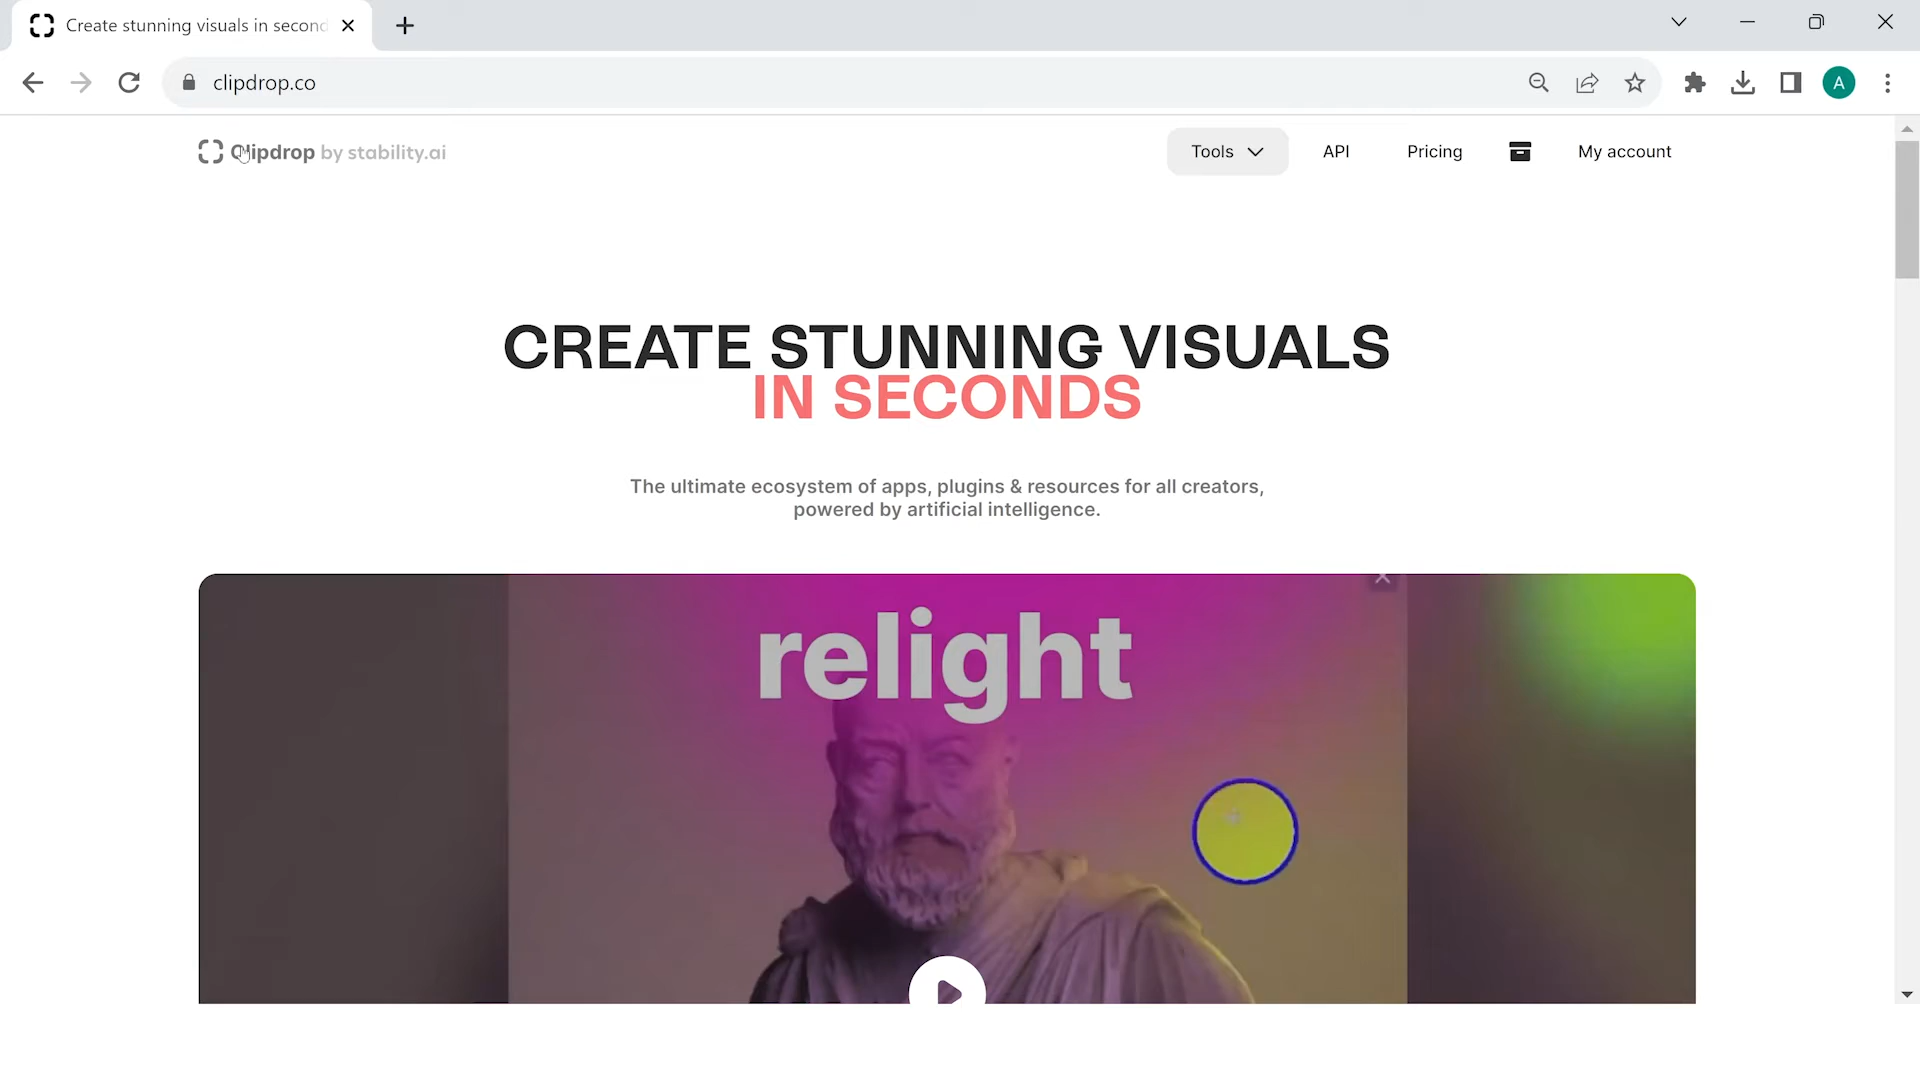 Create stunning visuals in second
clipdrop.co
A
Clipdrop by stability.ai
Tools
API
Pricing
My account
CREATE STUNNING VISUALS
IN SECONDS
The ultimate ecosystem of apps, plugins & resources for all creators,
powered by artificial intelligence.
relight